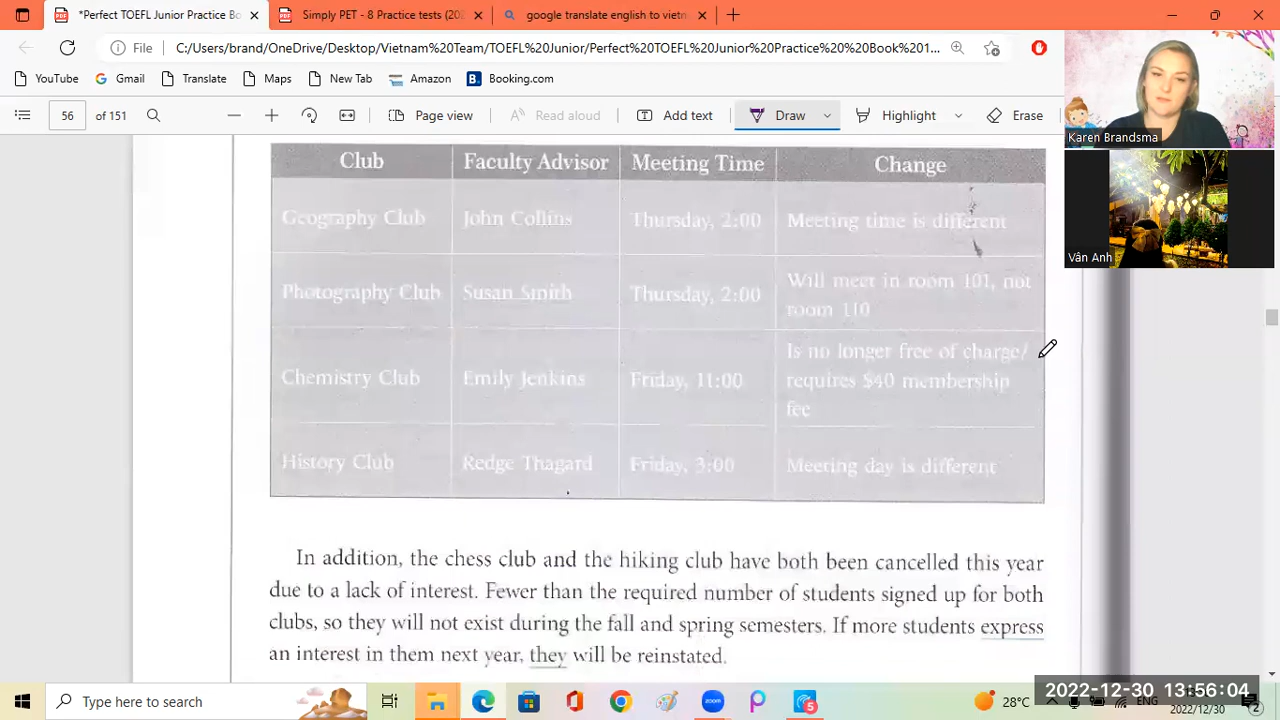 *Perfect TOEFL Junior Practice Bo
Simply PET - 8 Practice tests (202
google translate english to vietn
File
C:/Users/brand/OneDrive/Desktop/Vietnam%20Team/TOEFL%20Junior/Perfect%20TOEFL%20Junior%20Practice%20%20Book%201...
YouTube
Gmail
Translate
Maps
New Tab
Amazon
Booking.com
56 of 151
Page view
Read aloud
Add text
Draw
Highlight
Erase
Karen Brandsma
Vân Anh
Club Faculty Advisor Meeting Time Change
Geography Club John Collins Thursday, 2:00 Meeting time is different
Photography Club Susan Smith Thursday, 2:00 Will meet in room 101, not
room 110
Chemistry Club Emily Jenkins Friday, 11:00 Is no longer free of charge/
requires $40 membership
fee
History Club Redge Thagard Friday, 3:00 Meeting day is different
In addition, the chess club and the hiking club have both been cancelled this year
due to a lack of interest. Fewer than the required number of students signed up for both
clubs, so they will not exist during the fall and spring semesters. If more students express
an interest in them next year, they will be reinstated.
Type here to search
zoom
5
28°C
ENG
2022-12-30 13:56:04
2022/12/30
2